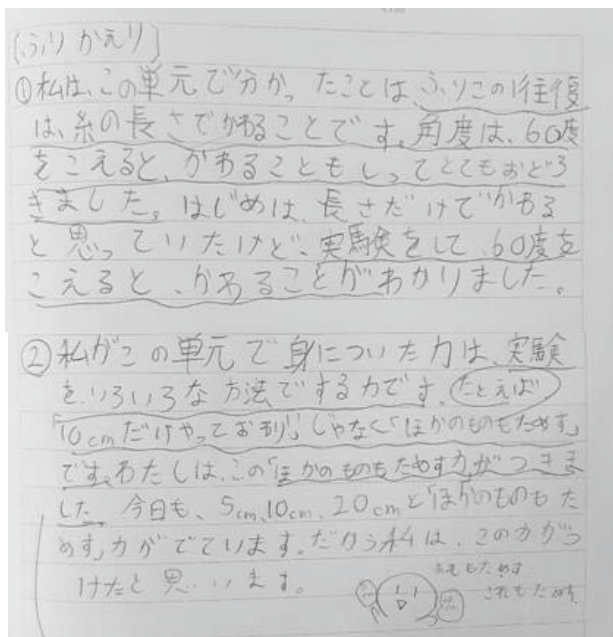 [ふりかえり]
①私は、この単元で分かったことは、ふりこの1往復
は、糸の長さでかわることです。角度は、60度
をこえると、かわることもしってとてもおどろ
きました。はじめは、長さだけでかわる
と思っていたけど、実験をして、60度を
こえると、かわることがわかりました。
②私がこの単元で身についた力は、実験
を、いろいろな方法でする力です。たとえば
「10cmだけやっておわり!」じゃなく「ほかのものもためす」
です。わたしは、この「ほかのものもためす力」がつきま
した。今日も、5cm、10cm、20cmと「ほかのものもた
めす」力がでています。だから私は、この力がつ
けたと思います。
あれもためす
これもためす